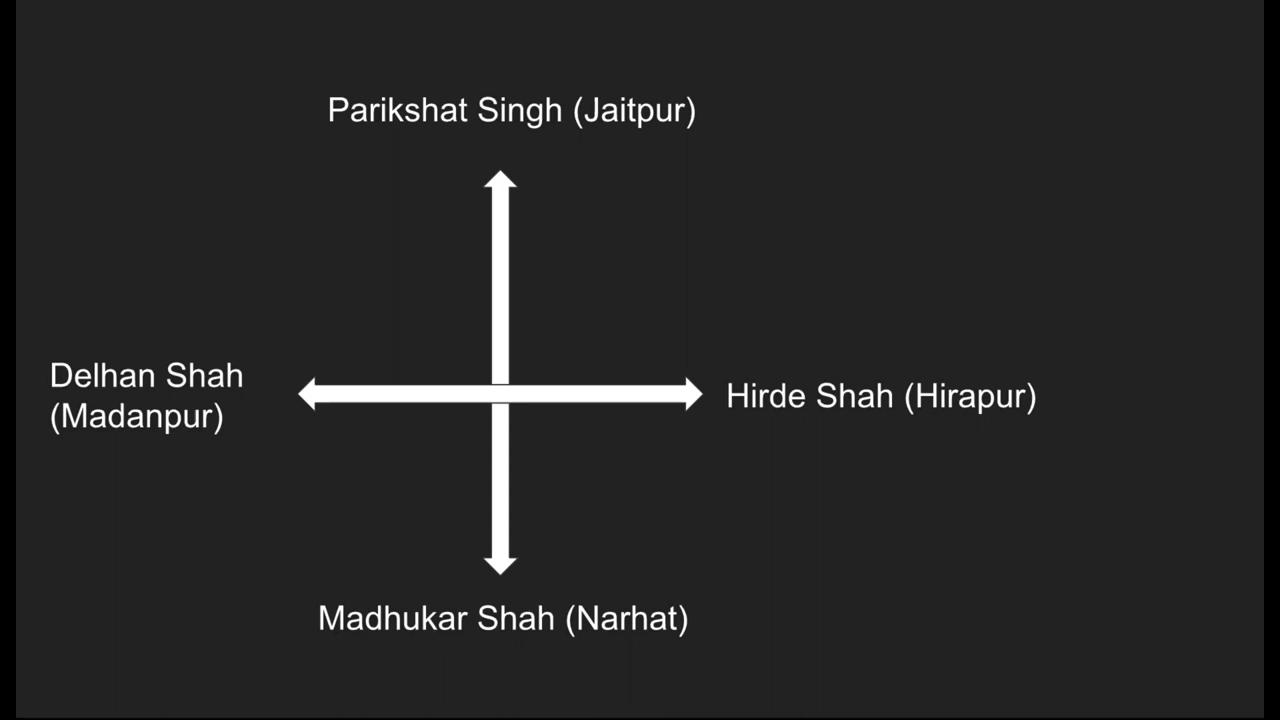 Parikshat Singh (Jaitpur)
Delhan Shah
(Madanpur)
Hirde Shah (Hirapur)
Madhukar Shah (Narhat)